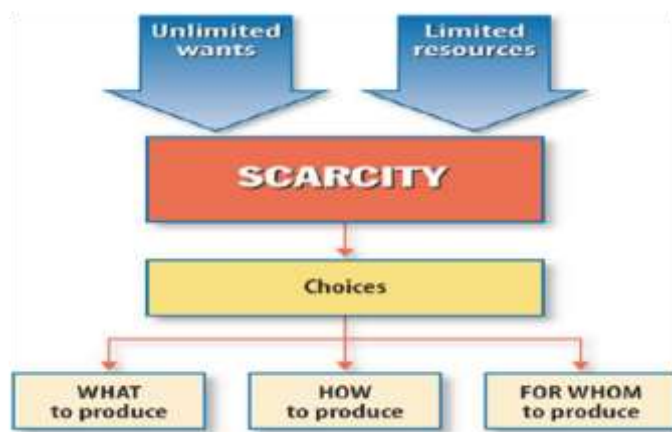 Unlimited
wants
Limited
resources
SCARCITY
Choices
WHAT
to produce
HOW
to produce
FOR WHOM
to produce